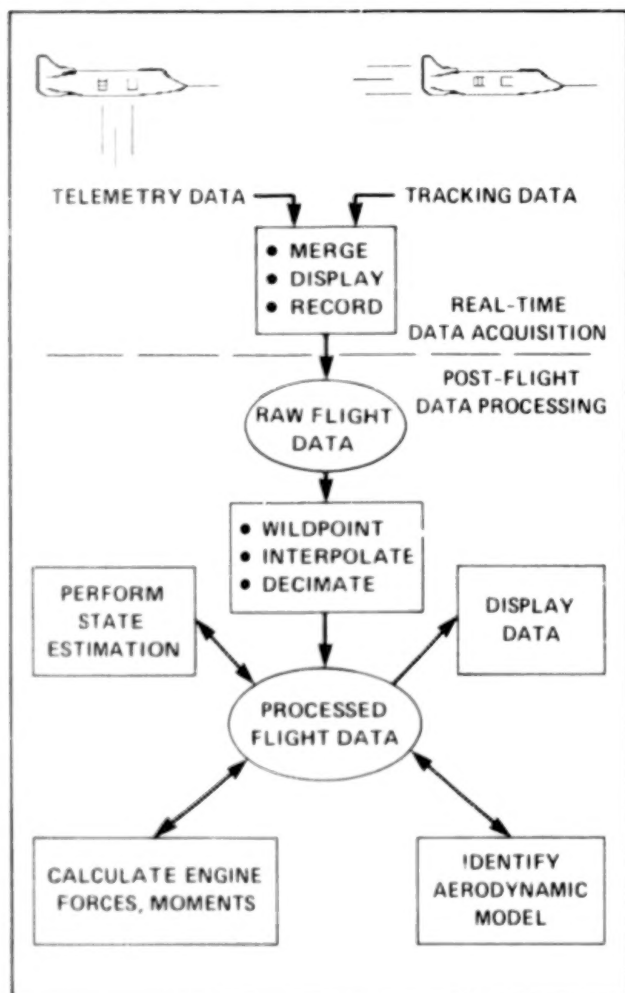 TELEMETRY DATA
TRACKING DATA
• MERGE
• DISPLAY
• RECORD
REAL-TIME
DATA ACQUISITION
POST-FLIGHT
DATA PROCESSING
RAW FLIGHT
DATA
• WILDPOINT
• INTERPOLATE
• DECIMATE
PERFORM
STATE
ESTIMATION
DISPLAY
DATA
PROCESSED
FLIGHT DATA
CALCULATE ENGINE
FORCES, MOMENTS
IDENTIFY
AERODYNAMIC
MODEL